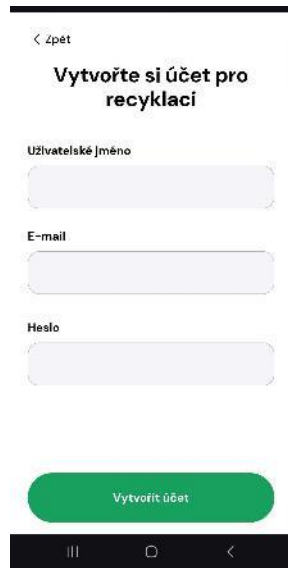 Zpět
Vytvořte si účet pro
recyklaci
Uživatelské jméno
E-mail
Heslo
Vytvořit účet